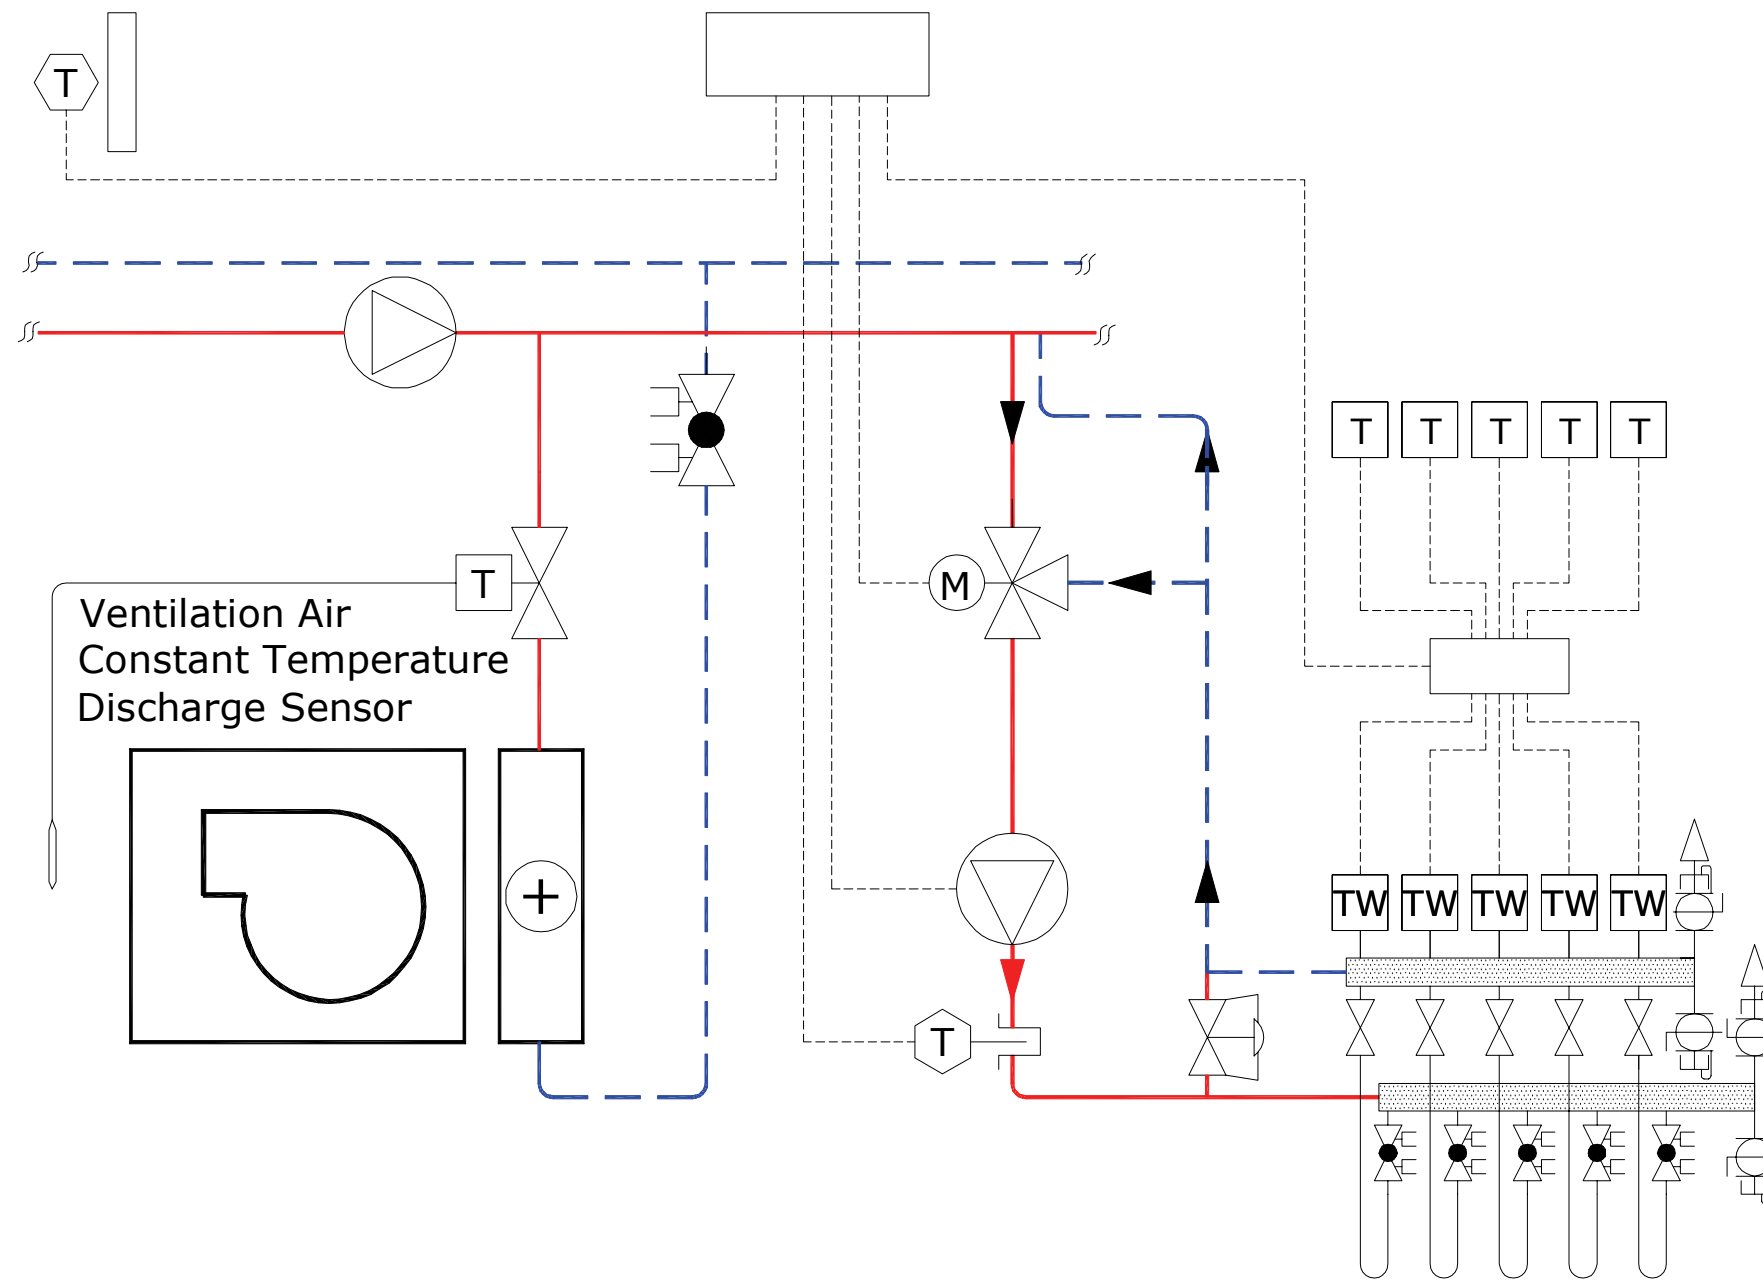 T
T T T T T
T
M
Ventilation Air
Constant Temperature
Discharge Sensor
+
TW TW TW TW TW
T